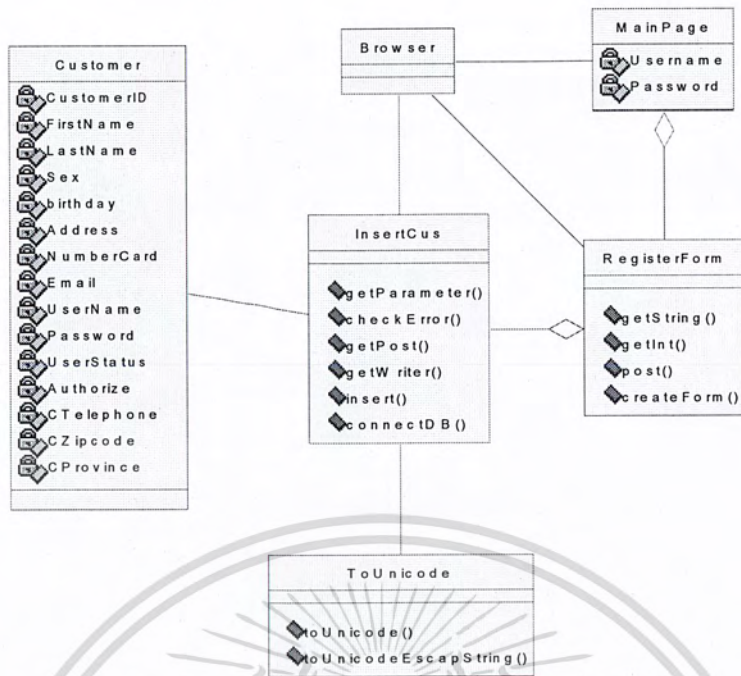 Customer
CustomerID
FirstName
LastName
Sex
birthday
Address
NumberCard
Email
UserName
Password
UserStatus
Authorize
CTelephone
CZipcode
CProvince
Browser
MainPage
Username
Password
InsertCus
getParameter()
checkError()
getPost()
getWriter()
insert()
connectDB()
RegisterForm
getString()
getInt()
post()
createForm()
ToUnicode
toUnicode()
toUnicodeEscapString()